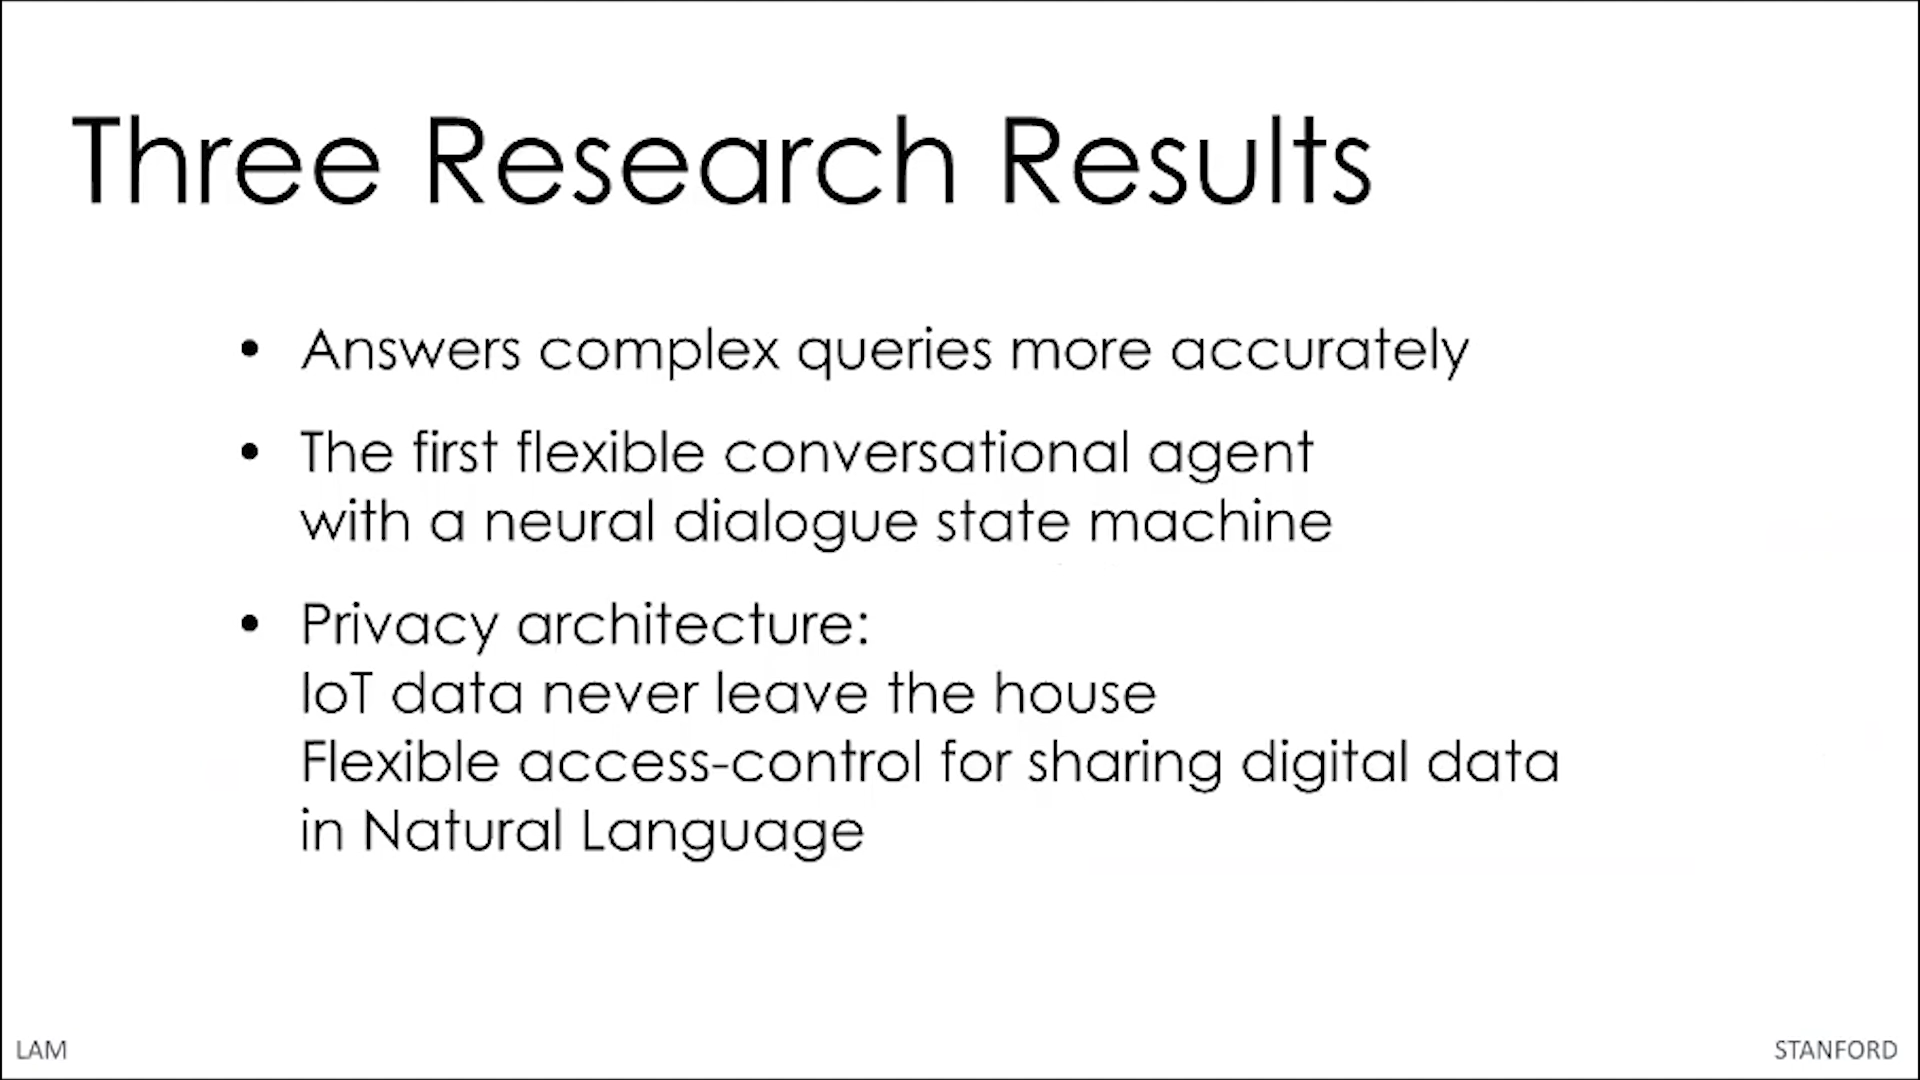 Three Research Results
• Answers complex queries more accurately
• The first flexible conversational agent
with a neural dialogue state machine
• Privacy architecture:
IoT data never leave the house
Flexible access-control for sharing digital data
in Natural Language
LAM
STANFORD